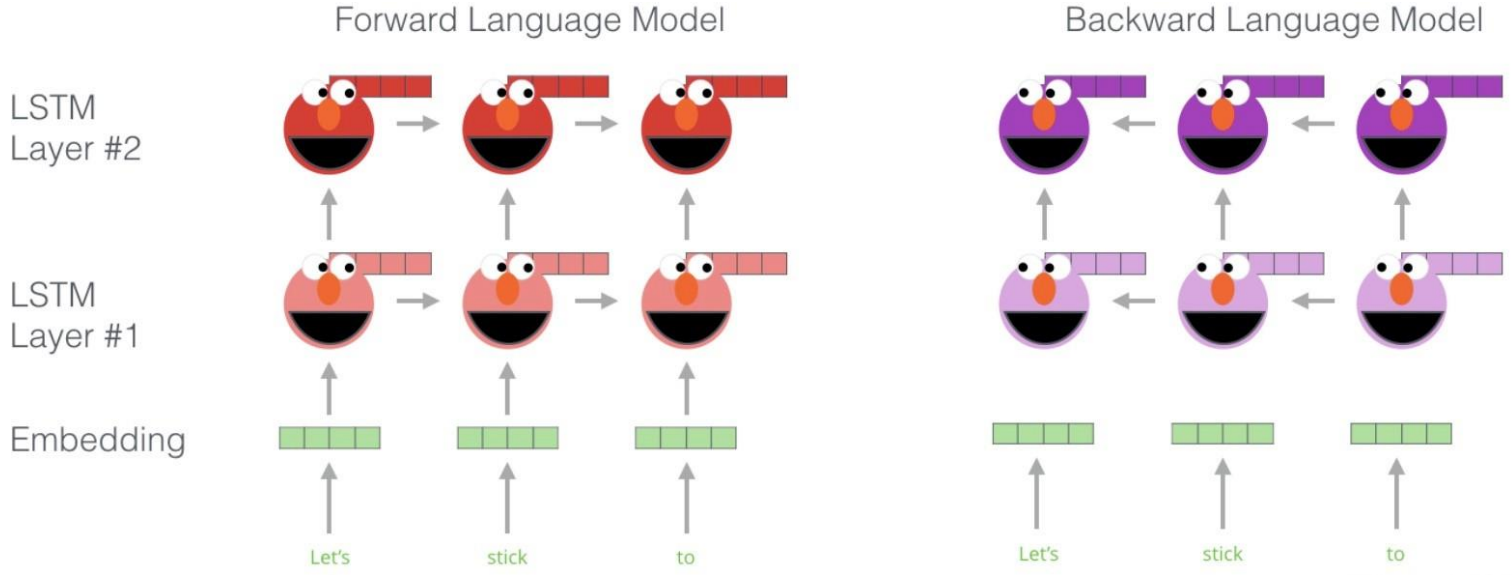 Forward Language Model
Backward Language Model
LSTM
Layer #2
LSTM
Layer #1
Embedding
Let's
stick
to
Let's
stick
to